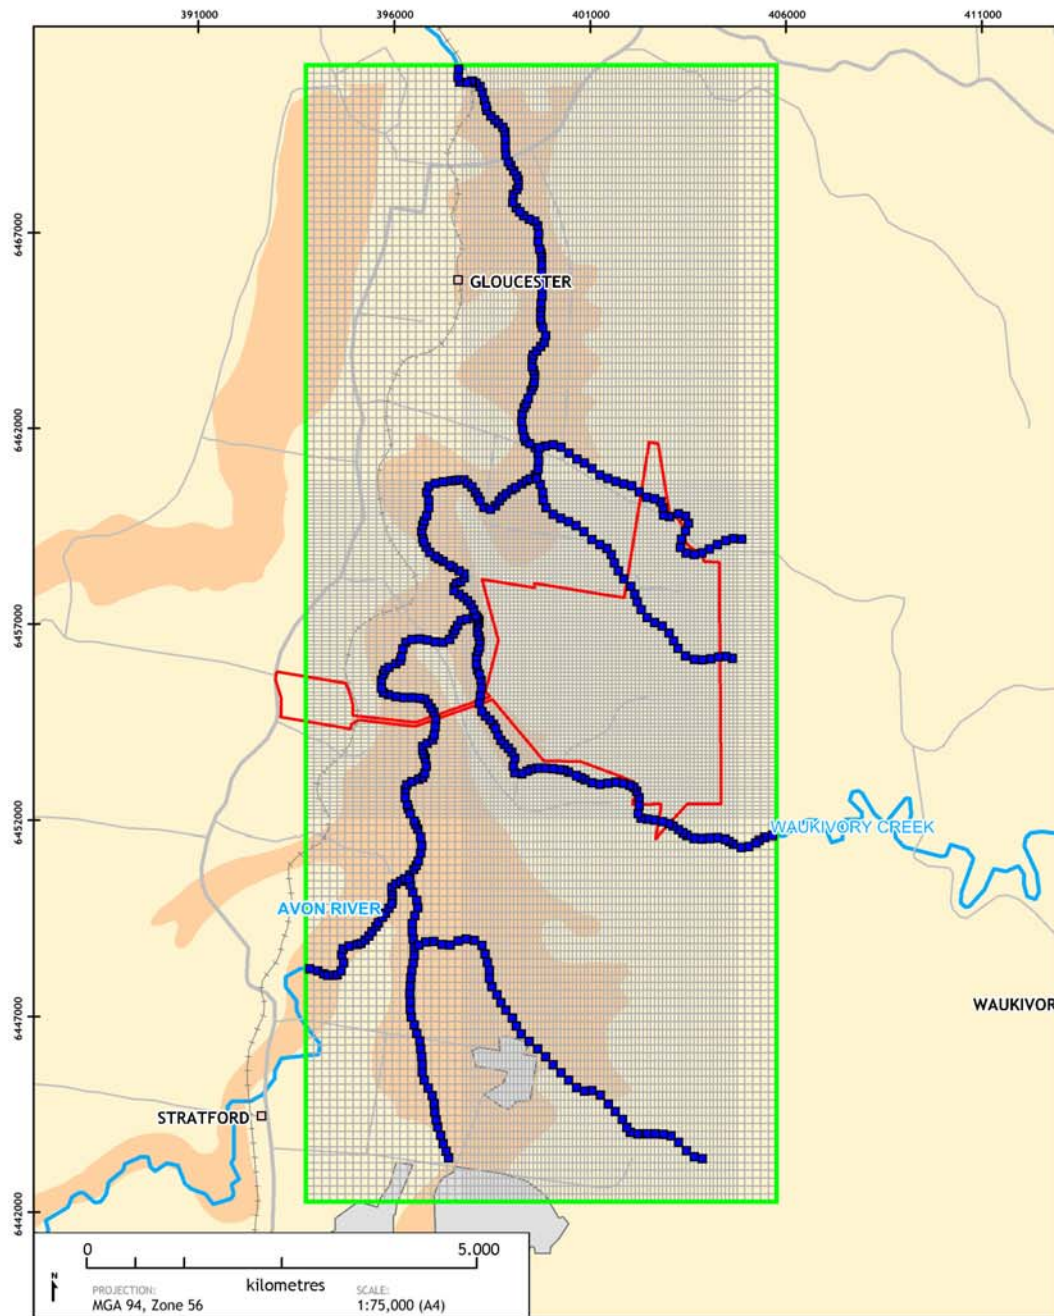 391000 396000 401000 406000 411000
6467000
GLOUCESTER
6462000
6457000
6452000
WAUKIVORY CREEK
AVON RIVER
WAUKIVOR
6447000
STRATFORD
6442000
0 5.000
kilometres
N
PROJECTION: SCALE:
MGA 94, Zone 56 1:75,000 (A4)